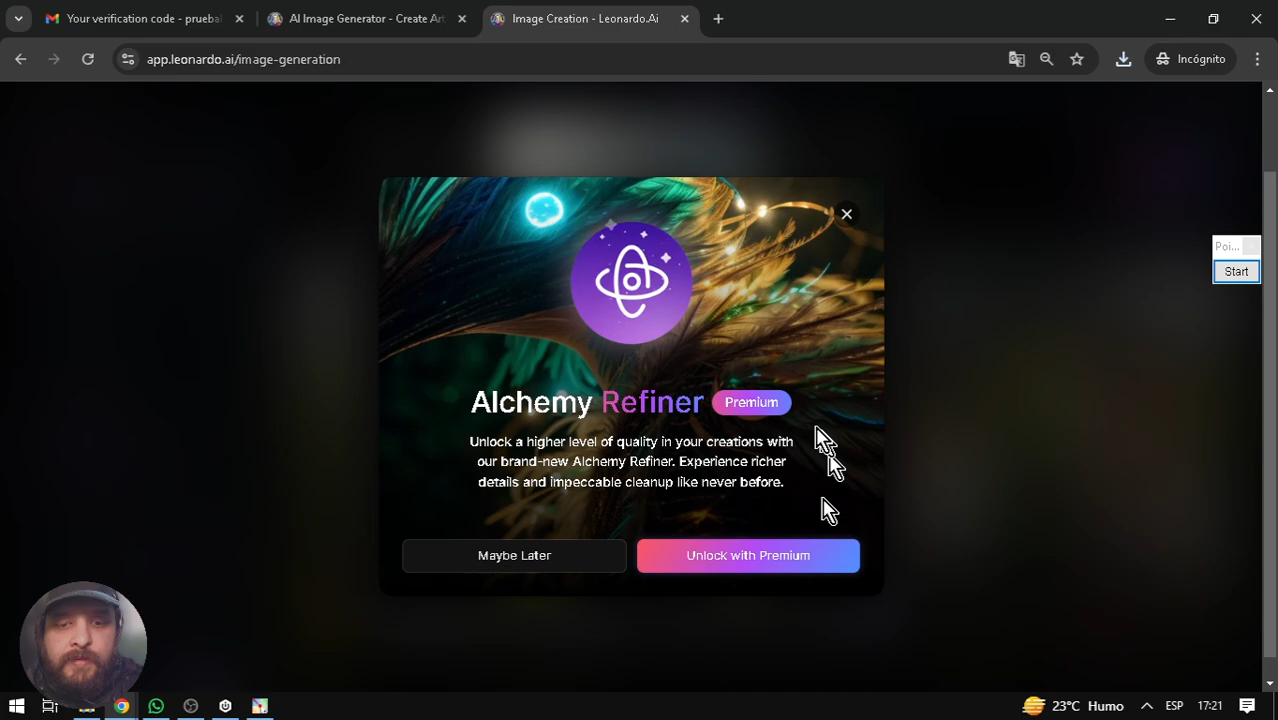 Your verification code - prueba
AI Image Generator - Create Art
Image Creation - Leonardo.Ai
app.leonardo.ai/image-generation
Incógnito
Poi...
Start
Alchemy Refiner Premium
Unlock a higher level of quality in your creations with
our brand-new Alchemy Refiner. Experience richer
details and impeccable cleanup like never before.
Maybe Later
Unlock with Premium
23°C Humo
ESP
17:21